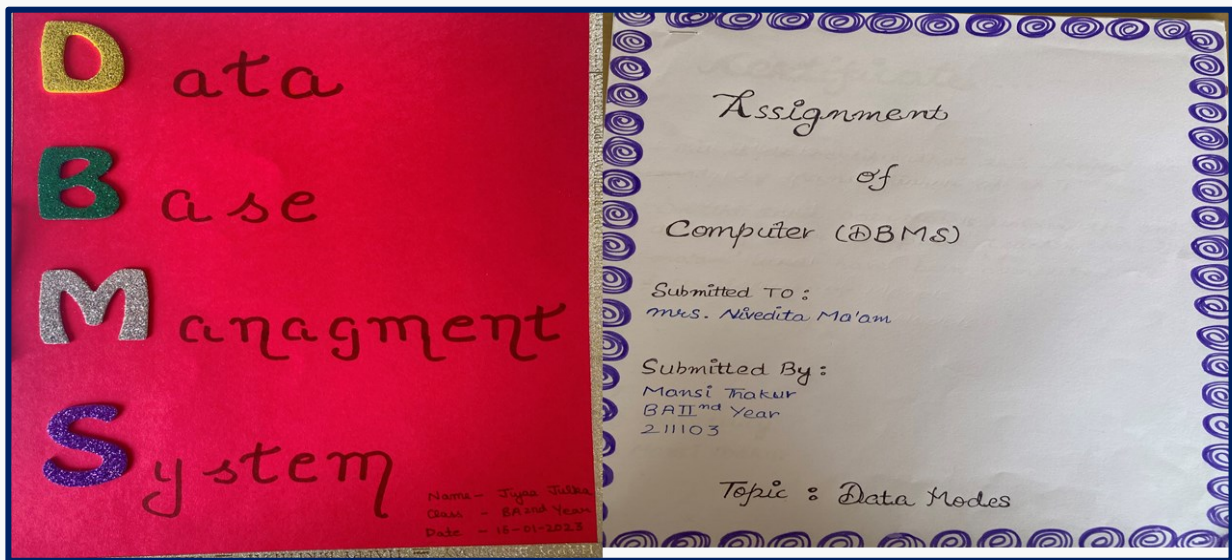 Data
Base
Managment
System
Name - Jiyaa Julka
Class - BA 2nd Year
Date - 16-01-2023
Assignment
of
Computer (DBMS)
Submitted To :
Mrs. Nivedita Ma'am
Submitted By :
Mansi Thakur
BA IInd Year
211103
Topic : Data Modes